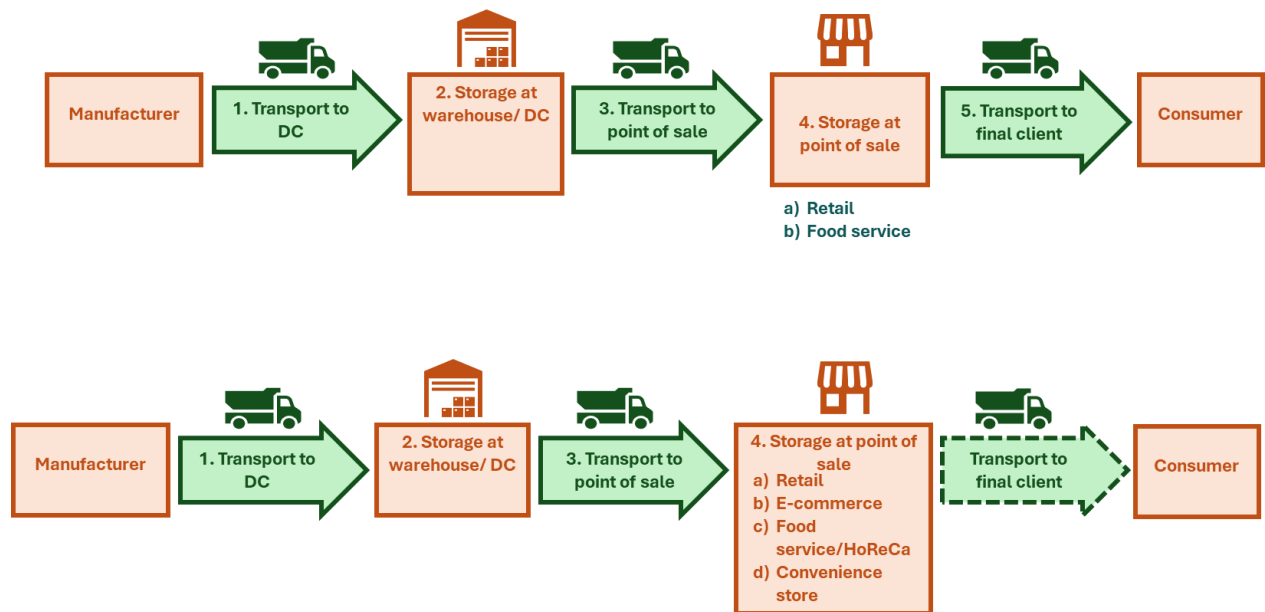 Manufacturer
1. Transport to
DC
2. Storage at
warehouse/ DC
3. Transport to
point of sale
4. Storage at
point of sale
a) Retail
b) Food service
5. Transport to
final client
Consumer
Manufacturer
1. Transport to
DC
2. Storage at
warehouse/ DC
3. Transport to
point of sale
4. Storage at point of
sale
a) Retail
b) E-commerce
c) Food
service/HoReCa
d) Convenience
store
Transport to
final client
Consumer